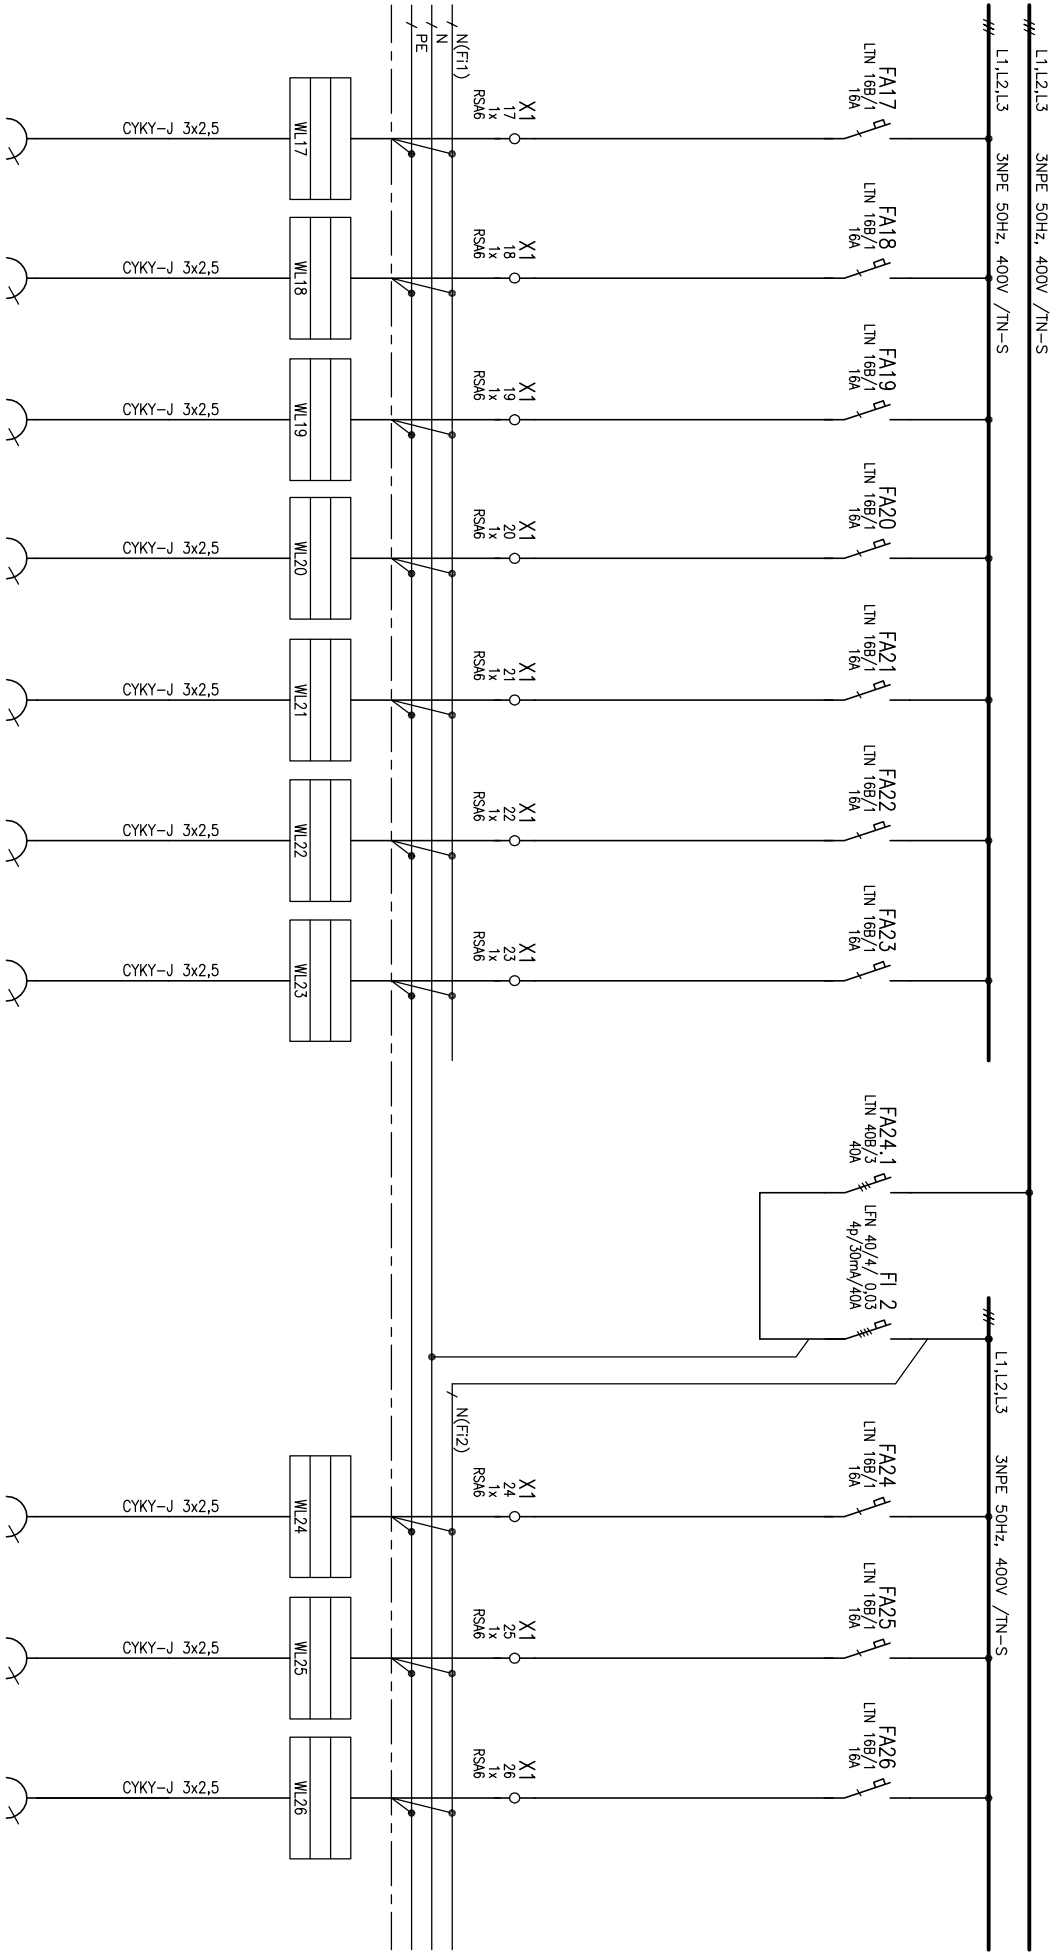 L1,L2,L3 3NPE 50Hz, 400V /TN-S
L1,L2,L3 3NPE 50Hz, 400V /TN-S
FA17
LTN 16B/1
16A
FA18
LTN 16B/1
16A
FA19
LTN 16B/1
16A
FA20
LTN 16B/1
16A
FA21
LTN 16B/1
16A
FA22
LTN 16B/1
16A
FA23
LTN 16B/1
16A
FA24.1
LTN 40B/3
40A
FI 2
LFN 40/4/ 0,03
4p/30mA/40A
L1,L2,L3 3NPE 50Hz, 400V /TN-S
FA24
LTN 16B/1
16A
FA25
LTN 16B/1
16A
FA26
LTN 16B/1
16A
X1
17
1x
RSA6
X1
18
1x
RSA6
X1
19
1x
RSA6
X1
20
1x
RSA6
X1
21
1x
RSA6
X1
22
1x
RSA6
X1
23
1x
RSA6
X1
24
1x
RSA6
X1
25
1x
RSA6
X1
26
1x
RSA6
N(Fi1)
N
PE
N(Fi2)
WL17
WL18
WL19
WL20
WL21
WL22
WL23
WL24
WL25
WL26
CYKY-J 3x2,5
CYKY-J 3x2,5
CYKY-J 3x2,5
CYKY-J 3x2,5
CYKY-J 3x2,5
CYKY-J 3x2,5
CYKY-J 3x2,5
CYKY-J 3x2,5
CYKY-J 3x2,5
CYKY-J 3x2,5